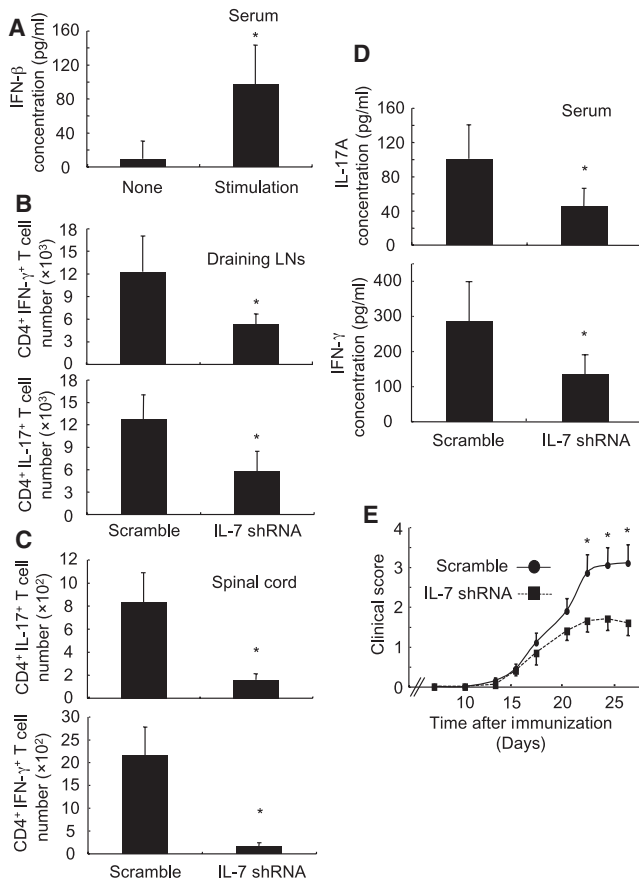 A
Serum
IFN-β
concentration (pg/ml)
160
120
80
40
0
*
None
Stimulation
B
Draining LNs
CD4⁺ IFN-γ⁺ T cell
number (×10³)
18
15
12
9
6
3
0
*
CD4⁺ IL-17⁺ T cell
number (×10³)
18
15
12
9
6
3
0
*
Scramble
IL-7 shRNA
C
Spinal cord
CD4⁺ IL-17⁺ T cell
number (×10²)
12
10
8
6
4
2
0
*
CD4⁺ IFN-γ⁺ T cell
number (×10²)
30
25
20
15
10
5
0
*
Scramble
IL-7 shRNA
D
Serum
IL-17A
concentration (pg/ml)
160
120
80
40
0
*
IFN-γ
concentration (pg/ml)
400
300
200
100
0
*
Scramble
IL-7 shRNA
E
Clinical score
4
3
2
1
0
Scramble
IL-7 shRNA
* * *
10
15
20
25
Time after immunization
(Days)